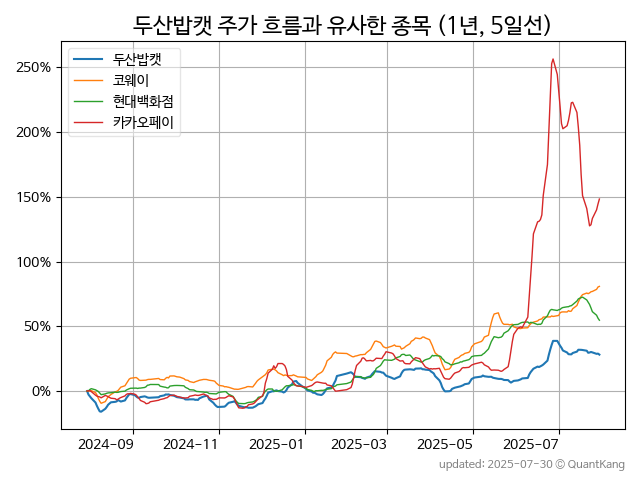 두산밥캣 주가 흐름과 유사한 종목 (1년, 5일선)
두산밥캣
코웨이
현대백화점
카카오페이
250%
200%
150%
100%
50%
0%
2024-09 2024-11 2025-01 2025-03 2025-05 2025-07
updated: 2025-07-30 © QuantKang